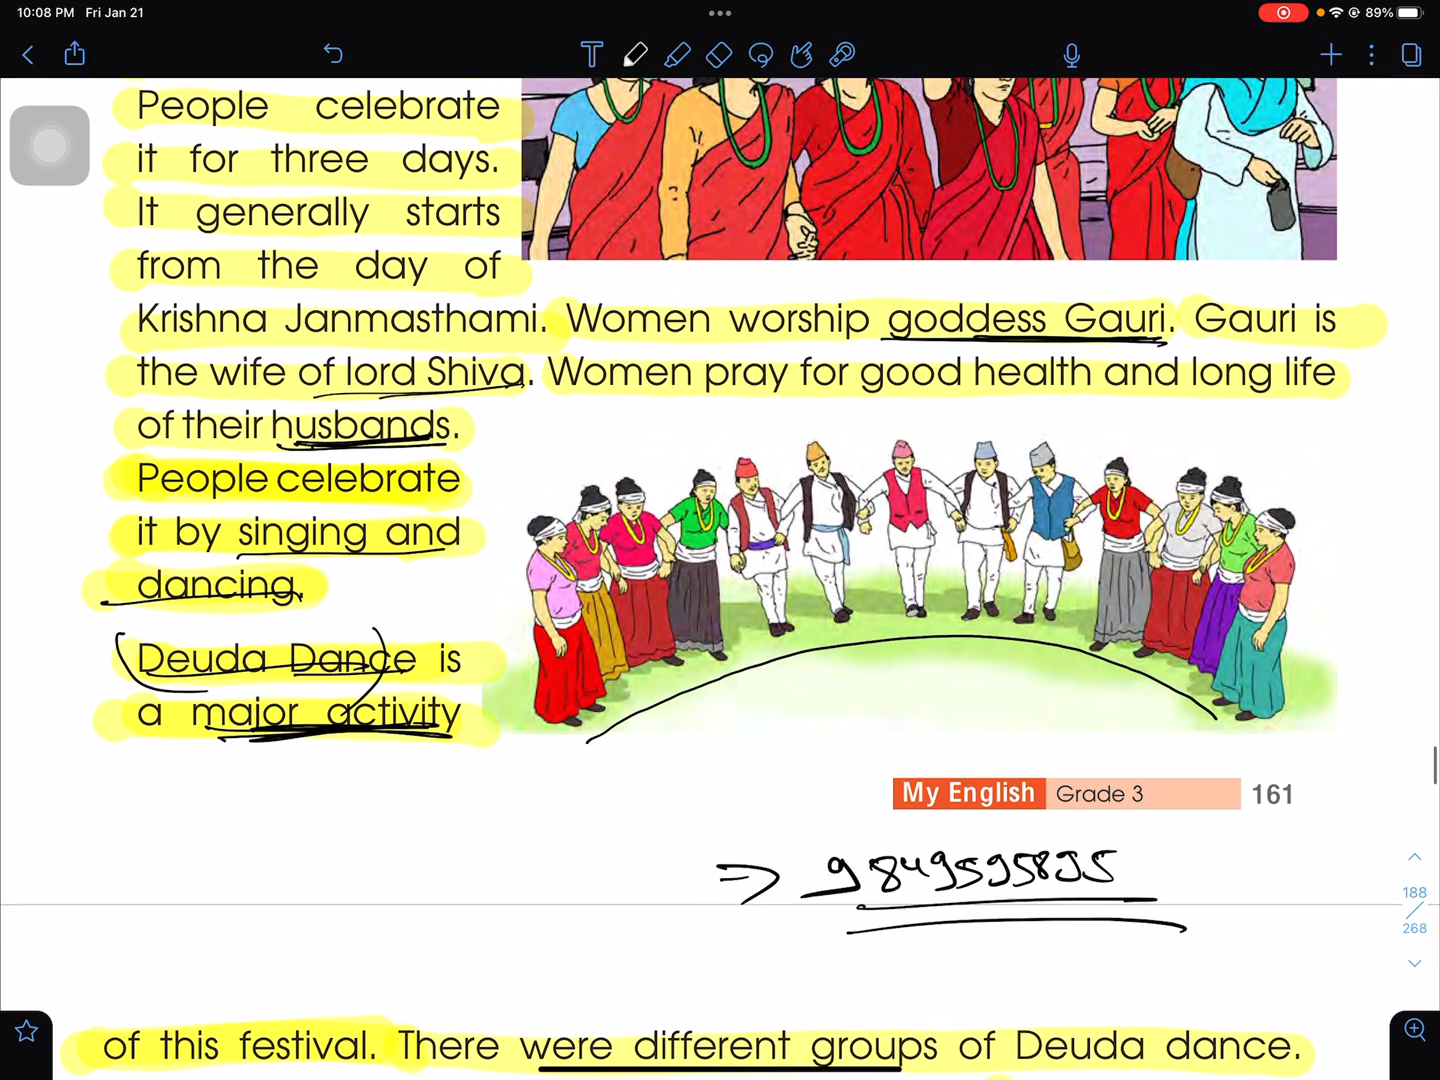 10:08 PM Fri Jan 21
89%
People celebrate
it for three days.
It generally starts
from the day of
Krishna Janmasthami. Women worship goddess Gauri. Gauri is
the wife of lord Shiva. Women pray for good health and long life
of their husbands.
People celebrate
it by singing and
dancing.
Deuda Dance is
a major activity
My English Grade 3 161
188
268
of this festival. There were different groups of Deuda dance.